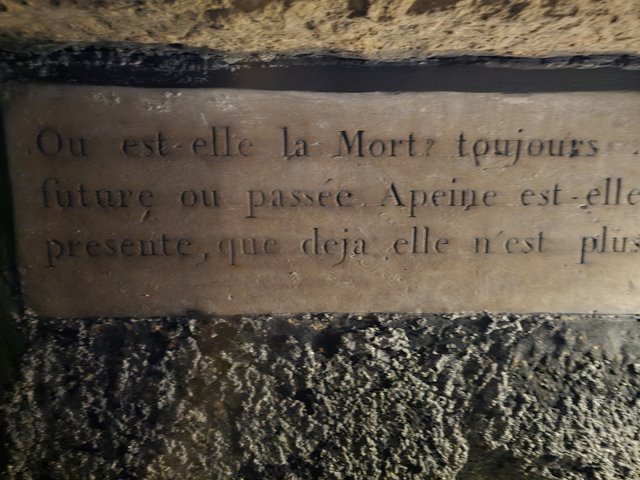 Ou est-elle la Mort? toujours
future ou passée. Apeine est-elle
presente, que deja elle n'est plus